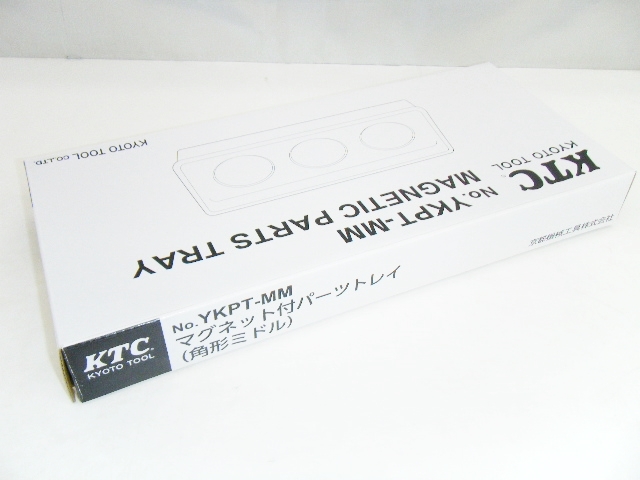 KTC
KYOTO TOOL
No. YKPT-MM
MAGNETIC PARTS TRAY
KYOTO TOOL CO.,LTD.
京都機械工具株式会社
KTC
KYOTO TOOL
No. YKPT-MM
マグネット付パーツトレイ
(角形ミドル)